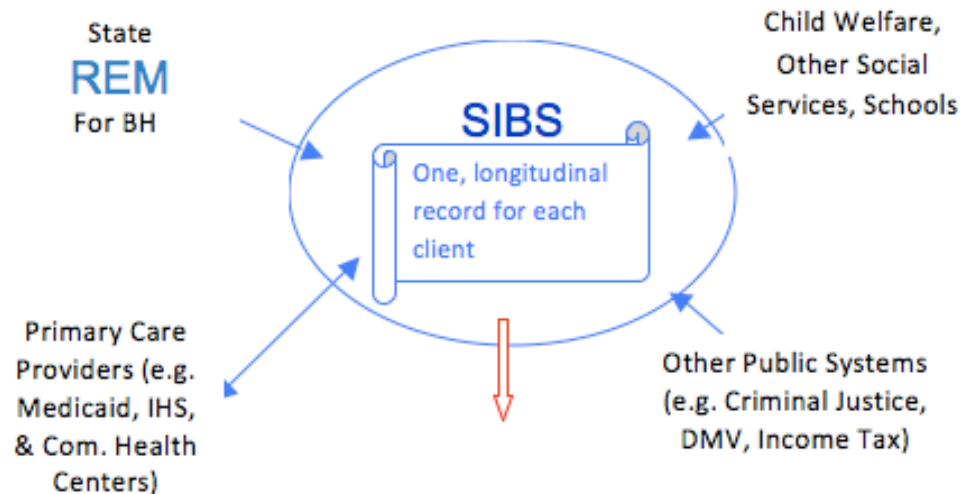 State
REM
For BH
Child Welfare,
Other Social
Services, Schools
SIBS
One, longitudinal
record for each
client
Primary Care
Providers (e.g.
Medicaid, IHS,
& Com. Health
Centers)
Other Public Systems
(e.g. Criminal Justice,
DMV, Income Tax)